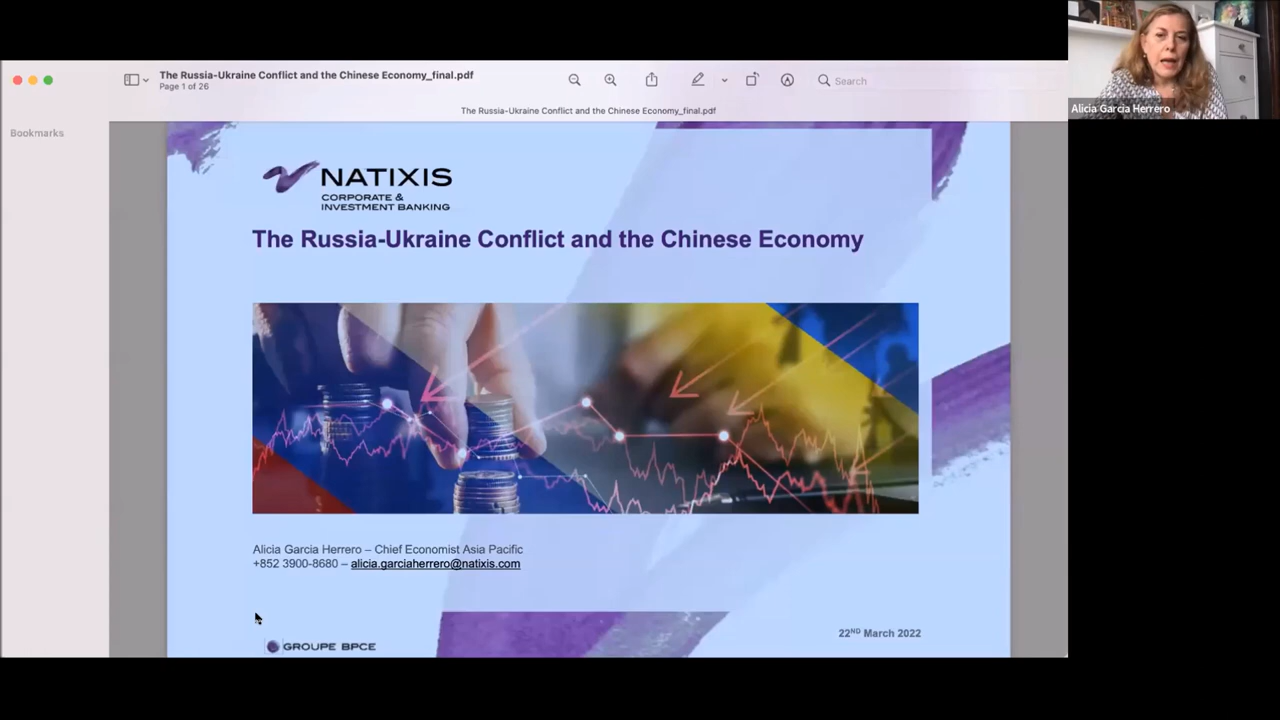 The Russia-Ukraine Conflict and the Chinese Economy_final.pdf
Page 1 of 26
Search
Alicia Garcia Herrero
The Russia-Ukraine Conflict and the Chinese Economy_final.pdf
Bookmarks
NATIXIS
CORPORATE &
INVESTMENT BANKING
The Russia-Ukraine Conflict and the Chinese Economy
Alicia Garcia Herrero – Chief Economist Asia Pacific
+852 3900-8680 – alicia.garciaherrero@natixis.com
22ND March 2022
GROUPE BPCE